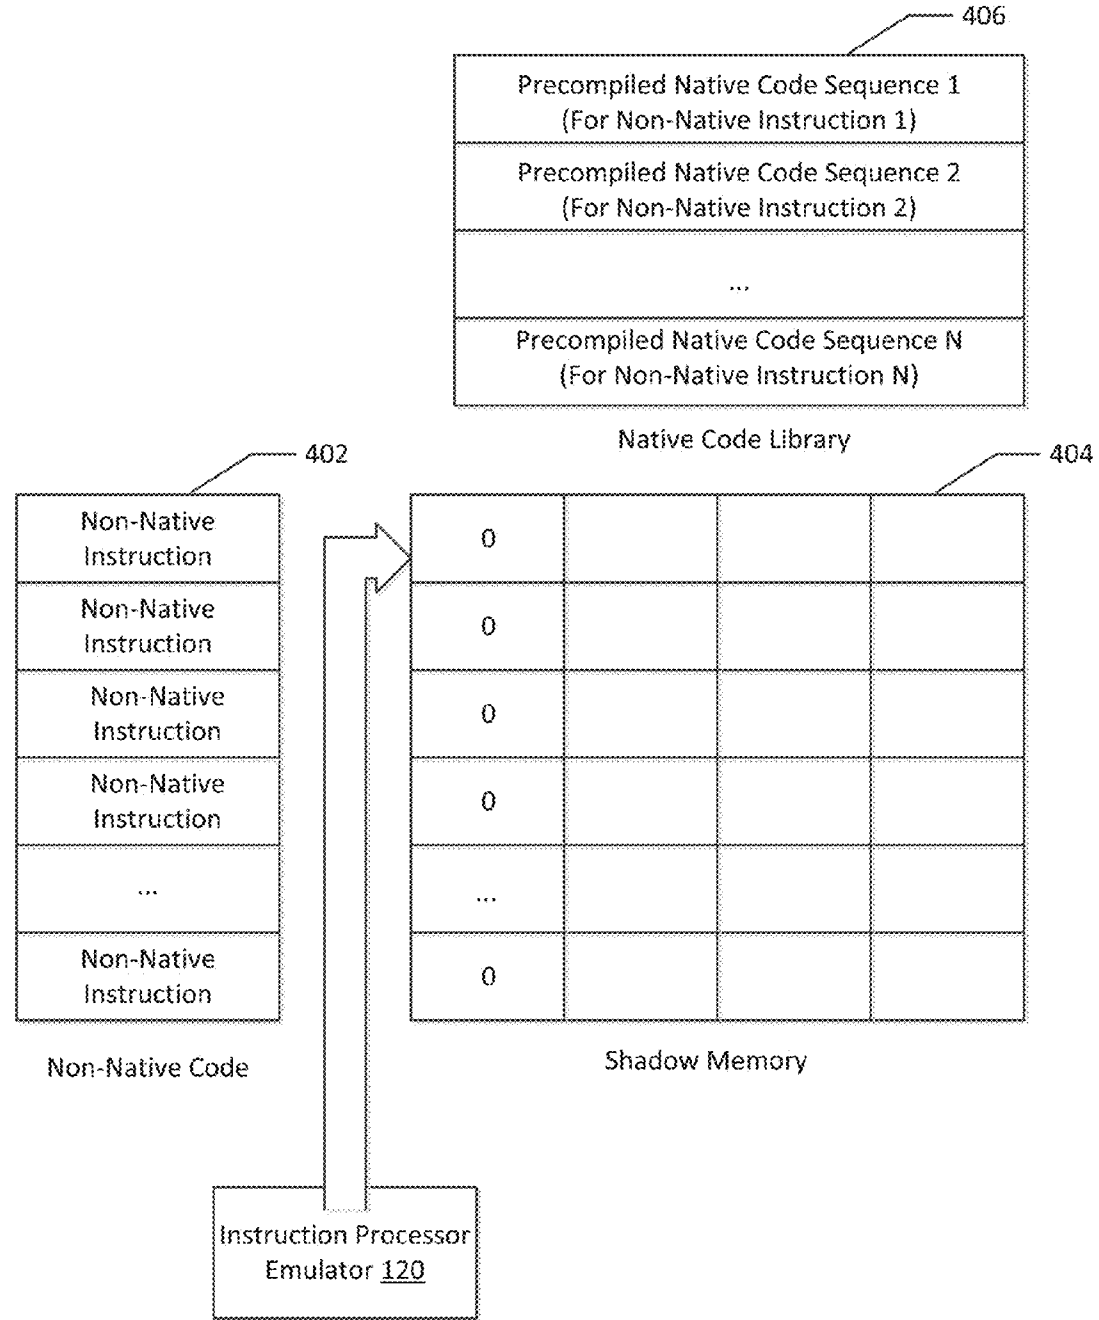 406
Precompiled Native Code Sequence 1
(For Non-Native Instruction 1)
Precompiled Native Code Sequence 2
(For Non-Native Instruction 2)
...
Precompiled Native Code Sequence N
(For Non-Native Instruction N)
Native Code Library
402
404
Non-Native
Instruction
0
Non-Native
Instruction
0
Non-Native
Instruction
0
Non-Native
Instruction
0
...
...
Non-Native
Instruction
0
Non-Native Code
Shadow Memory
Instruction Processor
Emulator 120